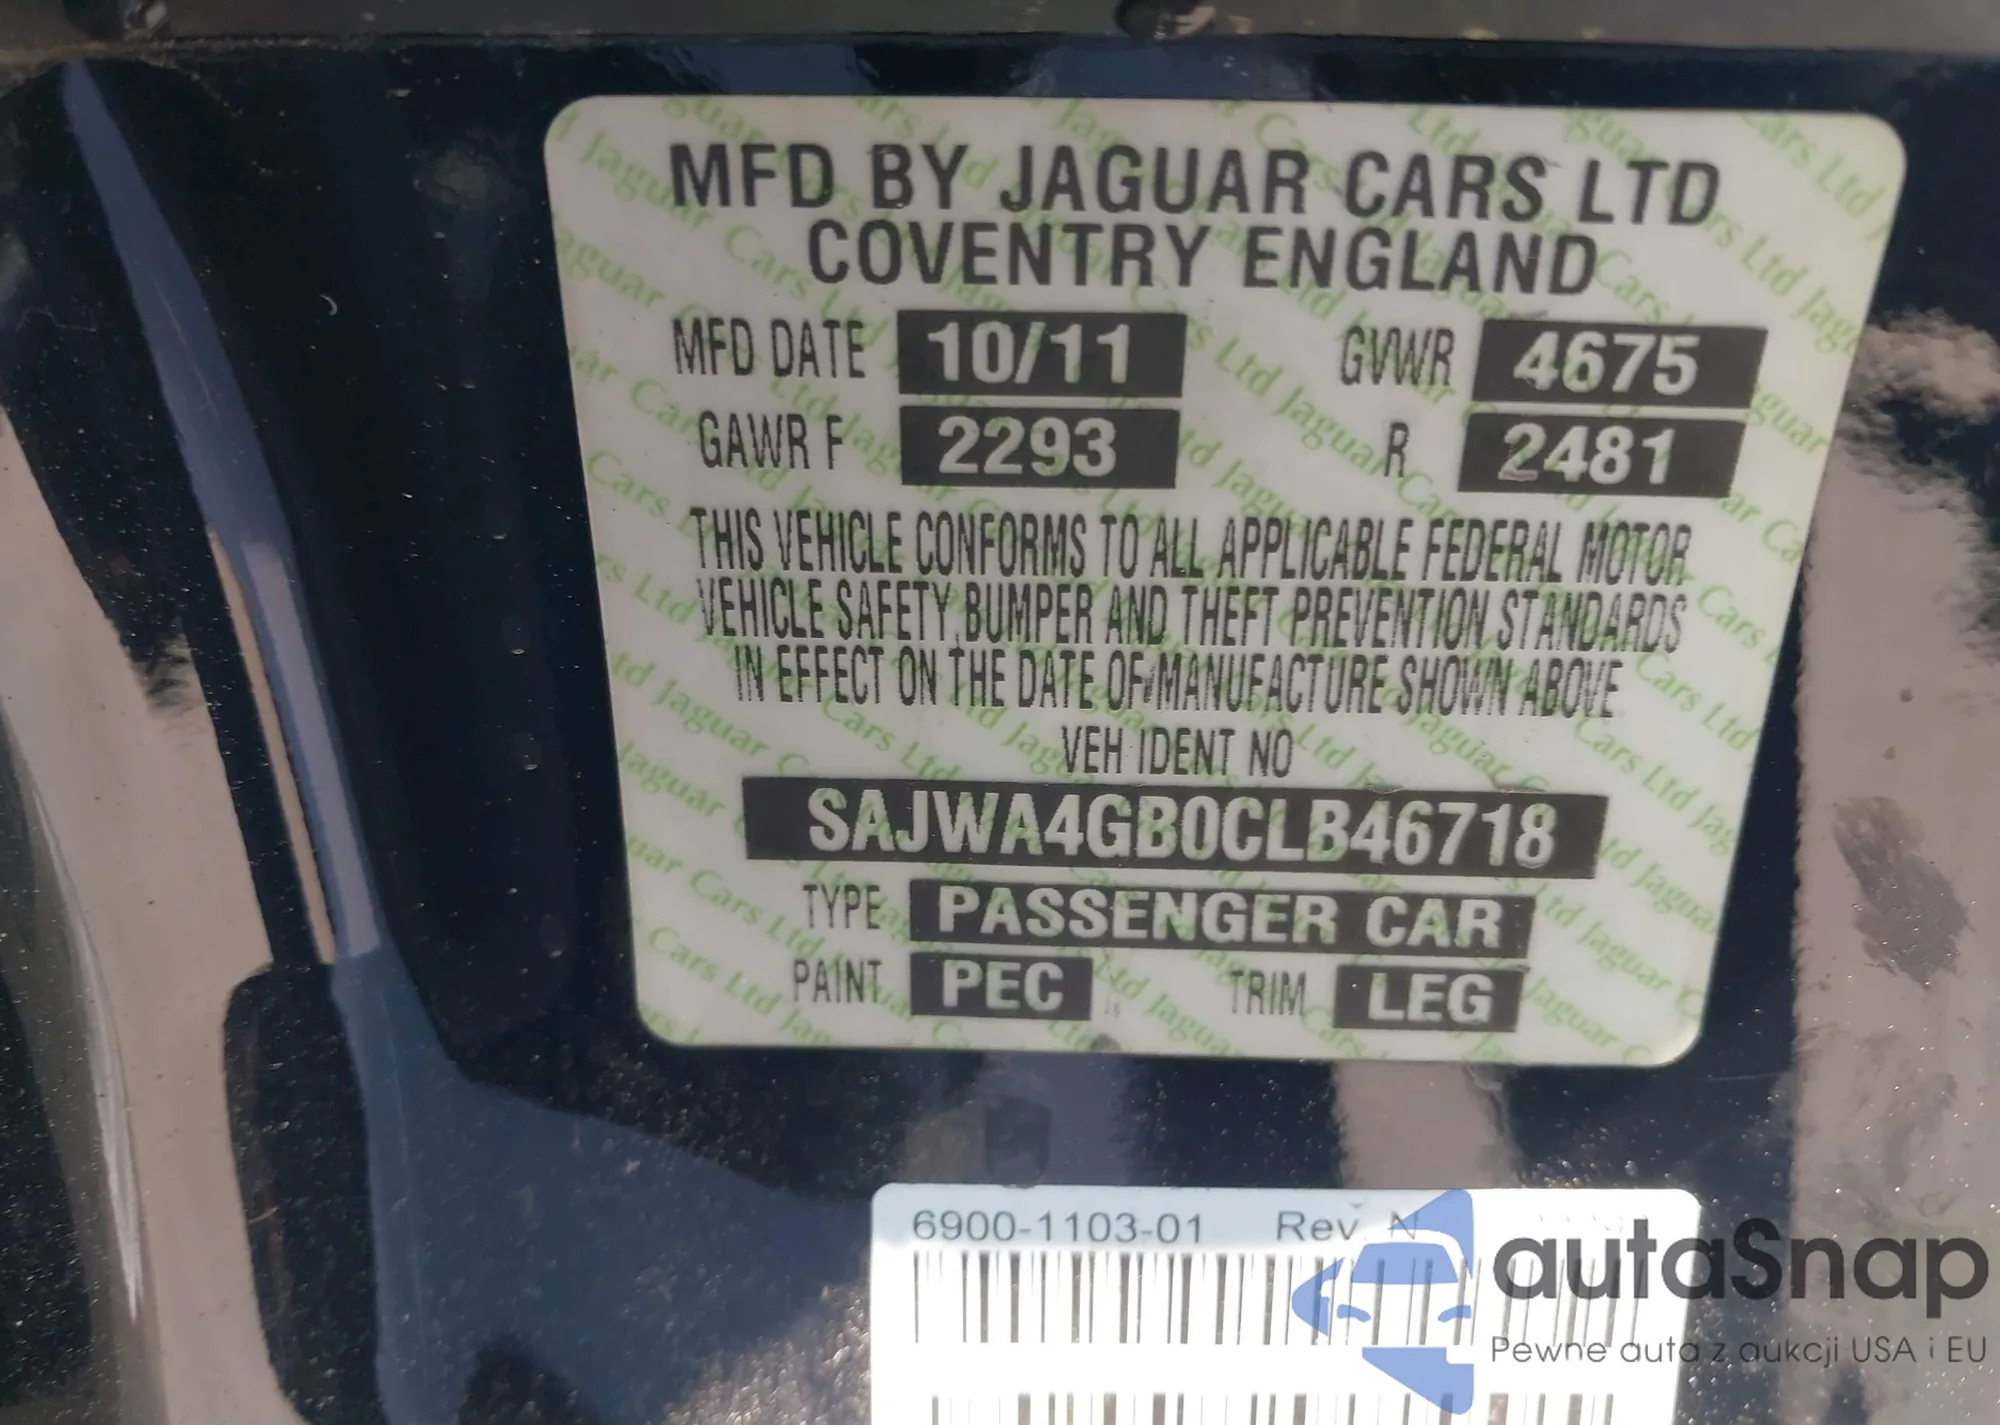 MFD BY JAGUAR CARS LTD
COVENTRY ENGLAND
MFD DATE 10/11 GVWR 4675
GAWR F 2293 R 2481
THIS VEHICLE CONFORMS TO ALL APPLICABLE FEDERAL MOTOR
VEHICLE SAFETY, BUMPER AND THEFT PREVENTION STANDARDS
IN EFFECT ON THE DATE OF MANUFACTURE SHOWN ABOVE
VEH IDENT NO
SAJWA4GB0CLB46718
TYPE PASSENGER CAR
PAINT PEC TRIM LEG
6900-1103-01 Rev N
autaSnap
Pewne auta z aukcji USA i EU